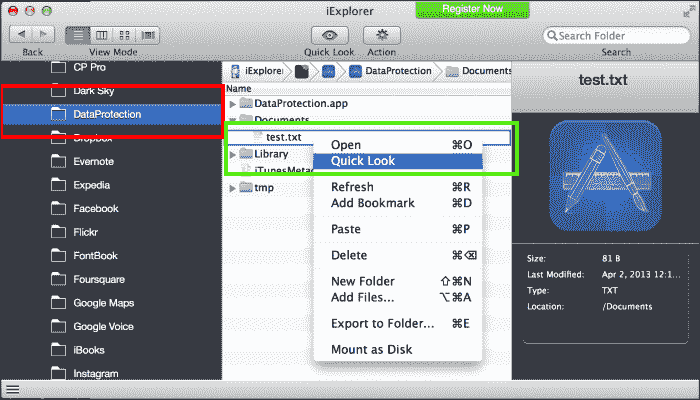 iExplorer
Register Now
Back
View Mode
Quick Look
Action
Search Folder
Search
CP Pro
Dark Sky
DataProtection
Dropbox
Evernote
Expedia
Facebook
Flickr
FontBook
Foursquare
Google Maps
Google Voice
iBooks
Instagram
iExplorer
DataProtection
Documents
Name
DataProtection.app
Documents
test.txt
Library
iTunesMeta
tmp
Open ⌘O
Quick Look
Refresh ⌘R
Add Bookmark ⌘D
Paste ⌘P
Delete ⌘⌫
New Folder ⇧⌘N
Add Files... ⌥⌘A
Export to Folder... ⌘E
Mount as Disk
test.txt
Size: 81 B
Last Modified: Apr 2, 2013 12:1...
Type: TXT
Location: /Documents